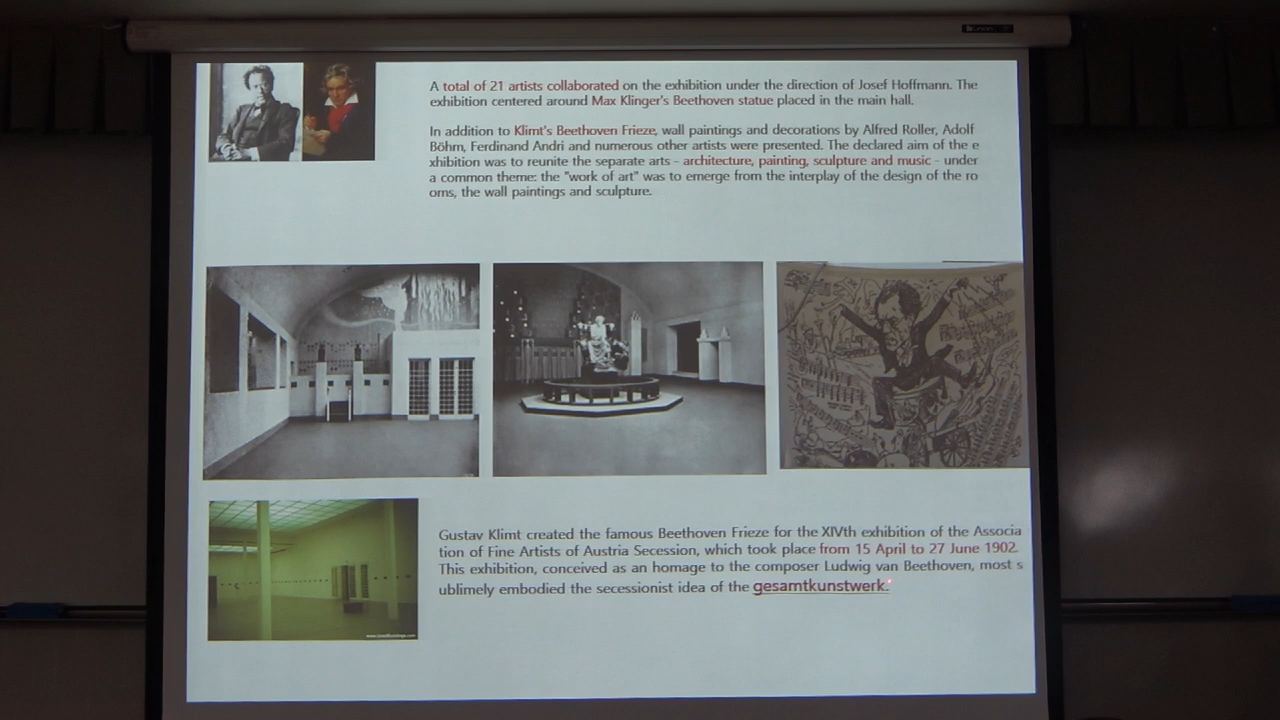 A total of 21 artists collaborated on the exhibition under the direction of Josef Hoffmann. The
exhibition centered around Max Klinger's Beethoven statue placed in the main hall.
In addition to Klimt's Beethoven Frieze, wall paintings and decorations by Alfred Roller, Adolf
Böhm, Ferdinand Andri and numerous other artists were presented. The declared aim of the e
xhibition was to reunite the separate arts - architecture, painting, sculpture and music - under
a common theme: the "work of art" was to emerge from the interplay of the design of the ro
oms, the wall paintings and sculpture.
Gustav Klimt created the famous Beethoven Frieze for the XIVth exhibition of the Associa
tion of Fine Artists of Austria Secession, which took place from 15 April to 27 June 1902.
This exhibition, conceived as an homage to the composer Ludwig van Beethoven, most s
ublimely embodied the secessionist idea of the gesamtkunstwerk.